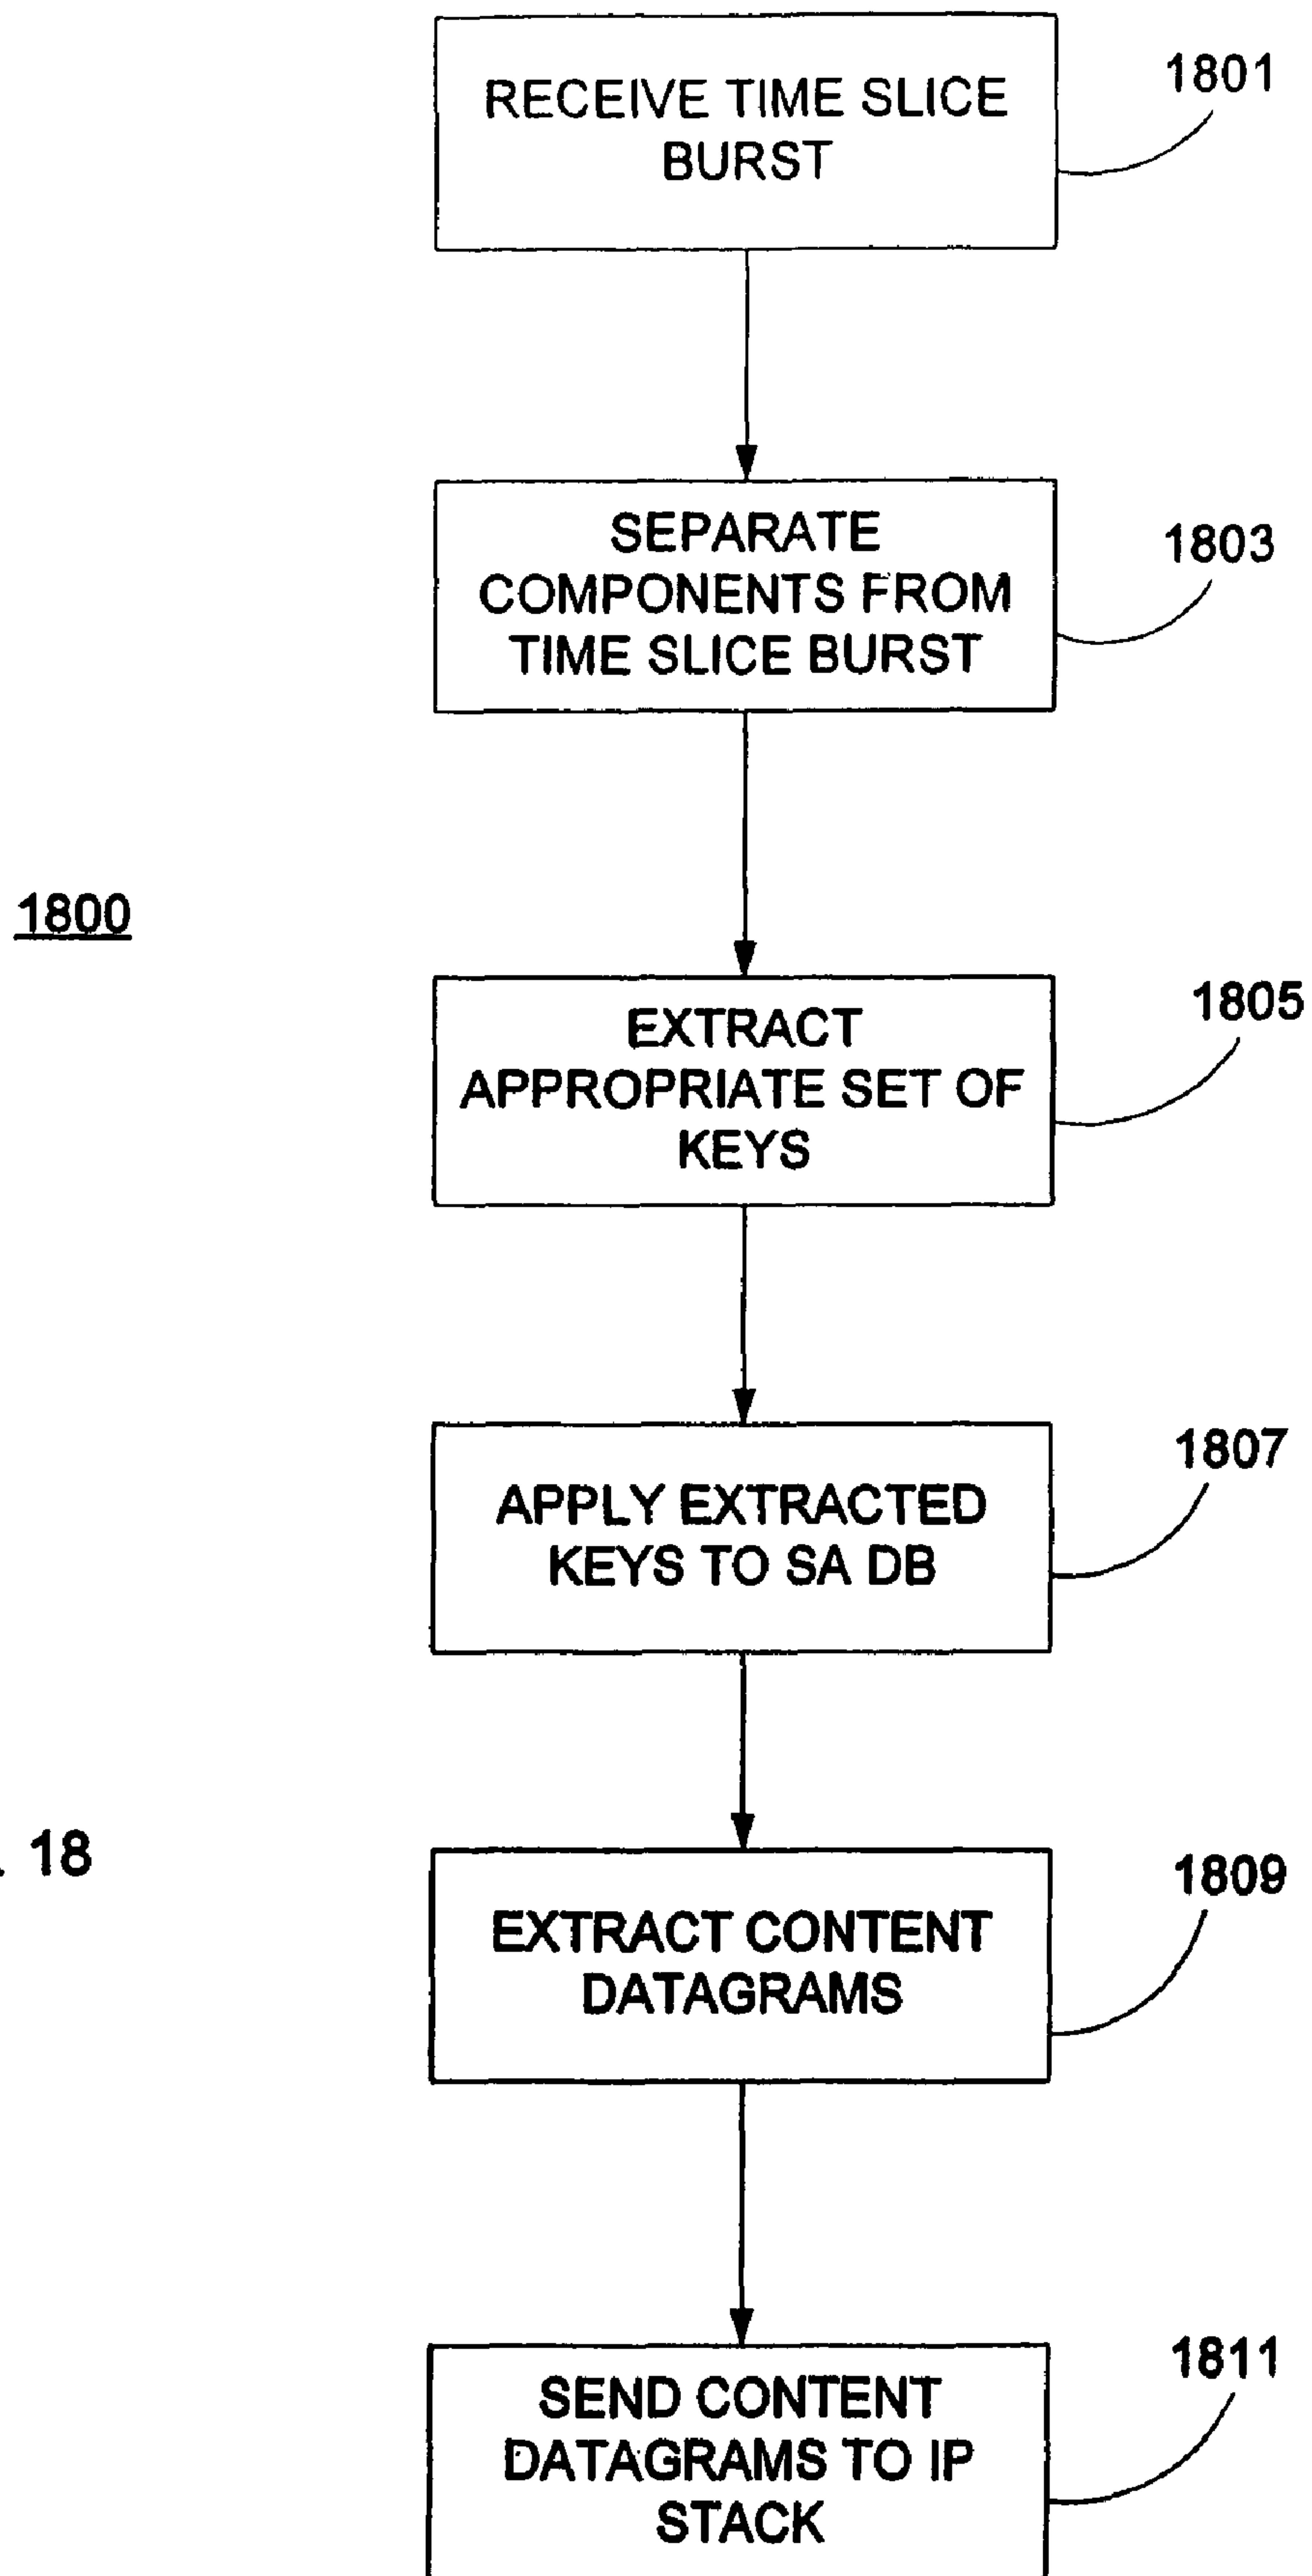 RECEIVE TIME SLICE
BURST
1801
SEPARATE
COMPONENTS FROM
TIME SLICE BURST
1803
1800
EXTRACT
APPROPRIATE SET OF
KEYS
1805
APPLY EXTRACTED
KEYS TO SA DB
1807
18
EXTRACT CONTENT
DATAGRAMS
1809
SEND CONTENT
DATAGRAMS TO IP
STACK
1811